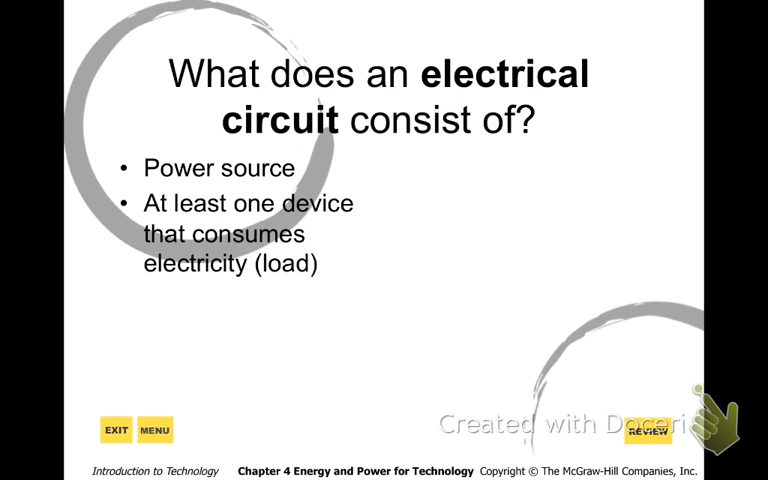 What does an electrical
circuit consist of?
• Power source
• At least one device
that consumes
electricity (load)
Created with Doceri
EXIT MENU REVIEW
Introduction to Technology Chapter 4 Energy and Power for Technology Copyright © The McGraw-Hill Companies, Inc.